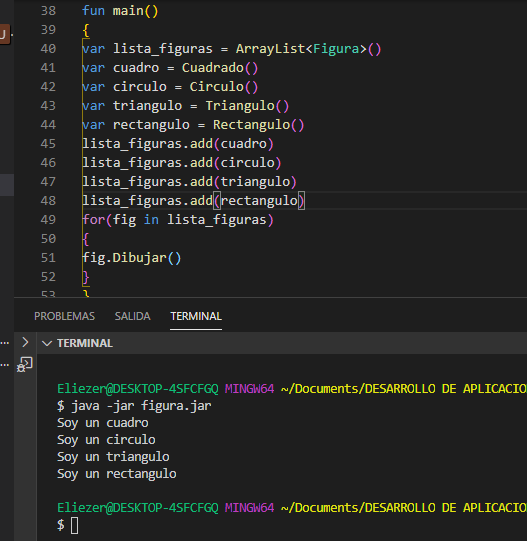 38 fun main()
39 {
40 var lista_figuras = ArrayList<Figura>()
41 var cuadro = Cuadrado()
42 var circulo = Circulo()
43 var triangulo = Triangulo()
44 var rectangulo = Rectangulo()
45 lista_figuras.add(cuadro)
46 lista_figuras.add(circulo)
47 lista_figuras.add(triangulo)
48 lista_figuras.add(rectangulo)
49 for(fig in lista_figuras)
50 {
51 fig.Dibujar()
52 }
53 }
PROBLEMAS SALIDA TERMINAL
TERMINAL
Eliezer@DESKTOP-4SFCFGQ MINGW64 ~/Documents/DESARROLLO DE APLICACIO
$ java -jar figura.jar
Soy un cuadro
Soy un circulo
Soy un triangulo
Soy un rectangulo
Eliezer@DESKTOP-4SFCFGQ MINGW64 ~/Documents/DESARROLLO DE APLICACIO
$